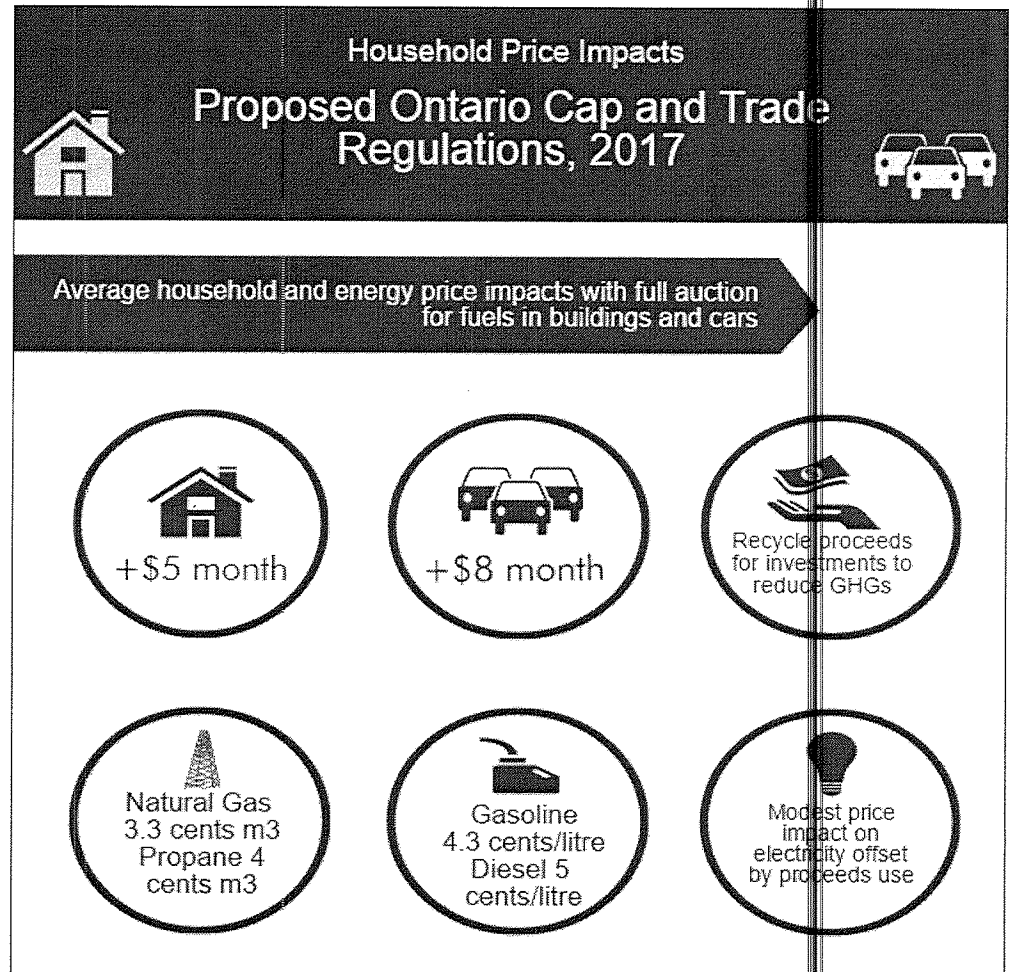 Household Price Impacts
Proposed Ontario Cap and Trade
Regulations, 2017
Average household and energy price impacts with full auction
for fuels in buildings and cars
+$5 month
+$8 month
Recycle proceeds
for investments to
reduce GHGs
Natural Gas
3.3 cents m3
Propane 4
cents m3
Gasoline
4.3 cents/litre
Diesel 5
cents/litre
Modest price
impact on
electricity offset
by proceeds use